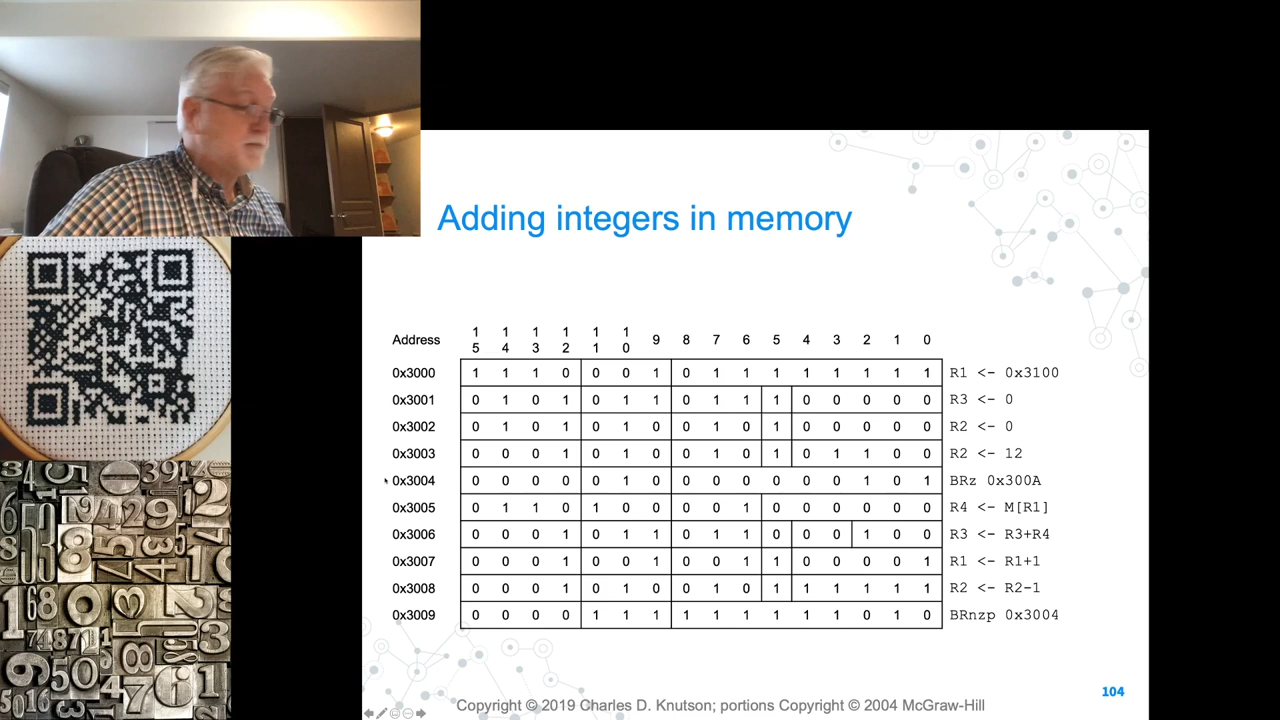 Adding integers in memory
Address 15 14 13 12 11 10 9 8 7 6 5 4 3 2 1 0
0x3000 1 1 1 0 0 0 1 0 1 1 1 1 1 1 1 1 R1 <- 0x3100
0x3001 0 1 0 1 0 1 1 0 1 1 1 0 0 0 0 0 R3 <- 0
0x3002 0 1 0 1 0 1 0 0 1 0 1 0 0 0 0 0 R2 <- 0
0x3003 0 0 0 1 0 1 0 0 1 0 1 0 1 1 0 0 R2 <- 12
0x3004 0 0 0 0 0 1 0 0 0 0 0 0 0 1 0 1 BRz 0x300A
0x3005 0 1 1 0 1 0 0 0 0 1 0 0 0 0 0 0 R4 <- M[R1]
0x3006 0 0 0 1 0 1 1 0 1 1 0 0 0 1 0 0 R3 <- R3+R4
0x3007 0 0 0 1 0 0 1 0 0 1 1 0 0 0 0 1 R1 <- R1+1
0x3008 0 0 0 1 0 1 0 0 1 0 1 1 1 1 1 1 R2 <- R2-1
0x3009 0 0 0 0 1 1 1 1 1 1 1 1 1 0 1 0 BRnzp 0x3004
104
Copyright © 2019 Charles D. Knutson; portions Copyright © 2004 McGraw-Hill